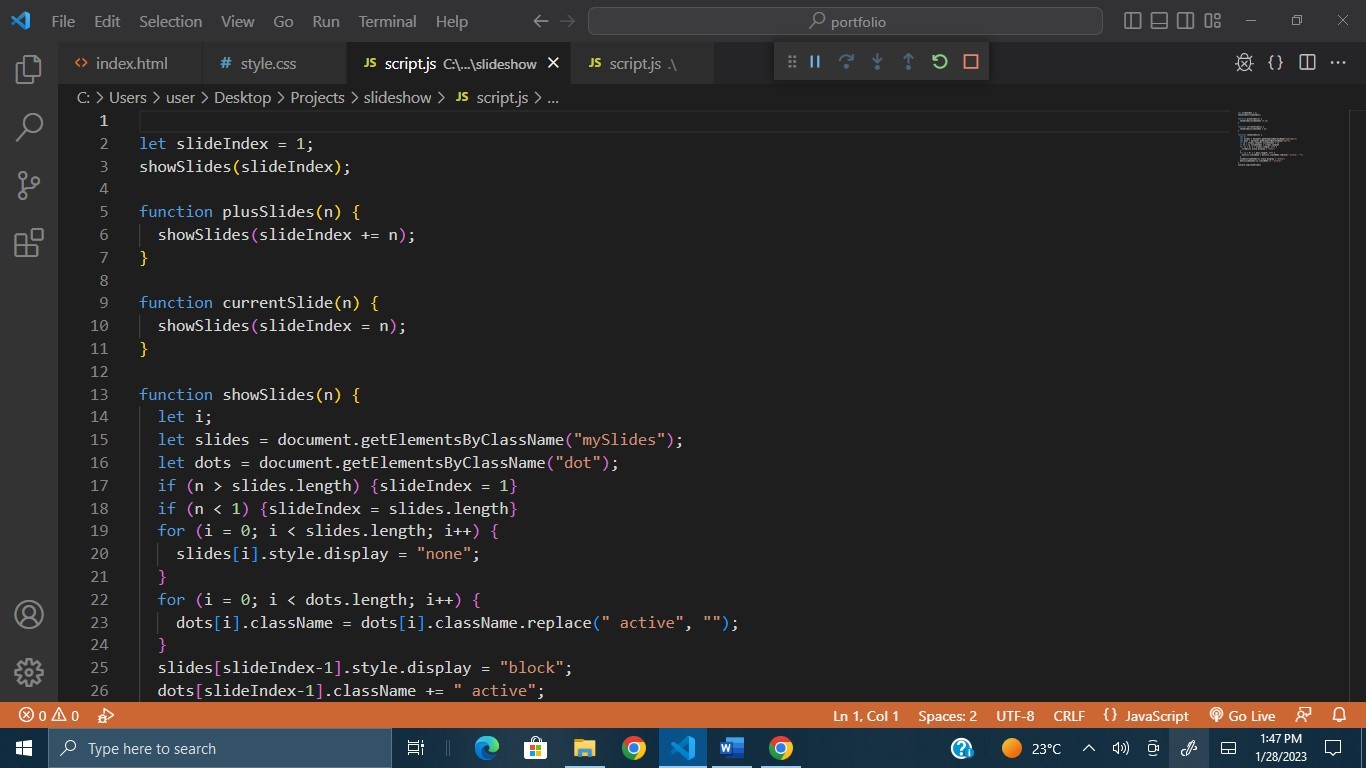 File Edit Selection View Go Run Terminal Help portfolio
index.html style.css script.js C:\...\slideshow script.js .\
C: > Users > user > Desktop > Projects > slideshow > JS script.js > ...
1
2 let slideIndex = 1;
3 showSlides(slideIndex);
4
5 function plusSlides(n) {
6 showSlides(slideIndex += n);
7 }
8
9 function currentSlide(n) {
10 showSlides(slideIndex = n);
11 }
12
13 function showSlides(n) {
14 let i;
15 let slides = document.getElementsByClassName("mySlides");
16 let dots = document.getElementsByClassName("dot");
17 if (n > slides.length) {slideIndex = 1}
18 if (n < 1) {slideIndex = slides.length}
19 for (i = 0; i < slides.length; i++) {
20 slides[i].style.display = "none";
21 }
22 for (i = 0; i < dots.length; i++) {
23 dots[i].className = dots[i].className.replace(" active", "");
24 }
25 slides[slideIndex-1].style.display = "block";
26 dots[slideIndex-1].className += " active";
0 0 Ln 1, Col 1 Spaces: 2 UTF-8 CRLF {} JavaScript Go Live
Type here to search 23°C 1:47 PM
1/28/2023